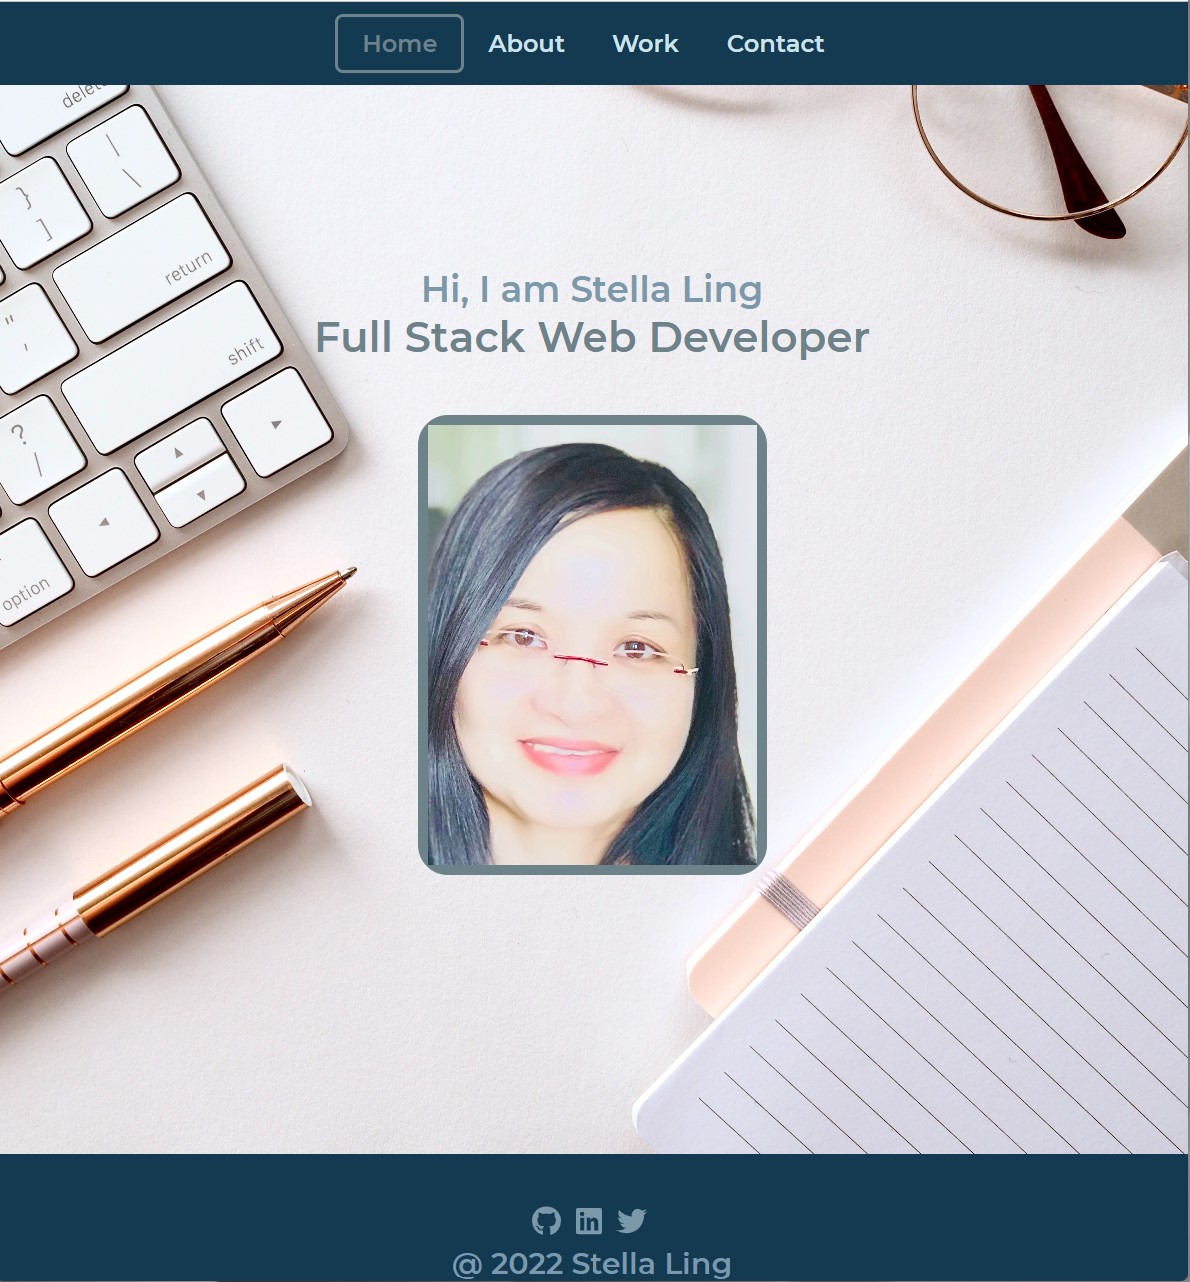 Home About Work Contact
delete
|
\
}
]
return
"
,
shift
?
/
option
Hi, I am Stella Ling
Full Stack Web Developer
in
@ 2022 Stella Ling